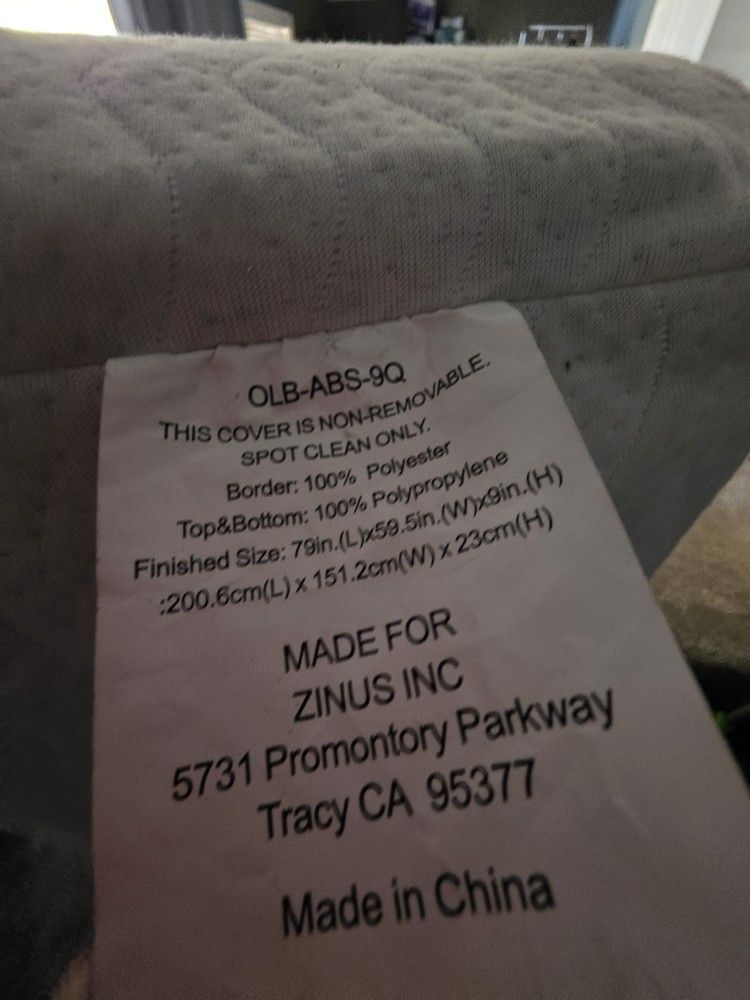 OLB-ABS-9Q
THIS COVER IS NON-REMOVABLE.
SPOT CLEAN ONLY.
Border: 100% Polyester
Top&Bottom: 100% Polypropylene
Finished Size: 79in.(L)x59.5in.(W)x9in.(H)
:200.6cm(L) x 151.2cm(W) x 23cm(H)
MADE FOR
ZINUS INC
5731 Promontory Parkway
Tracy CA 95377
Made in China